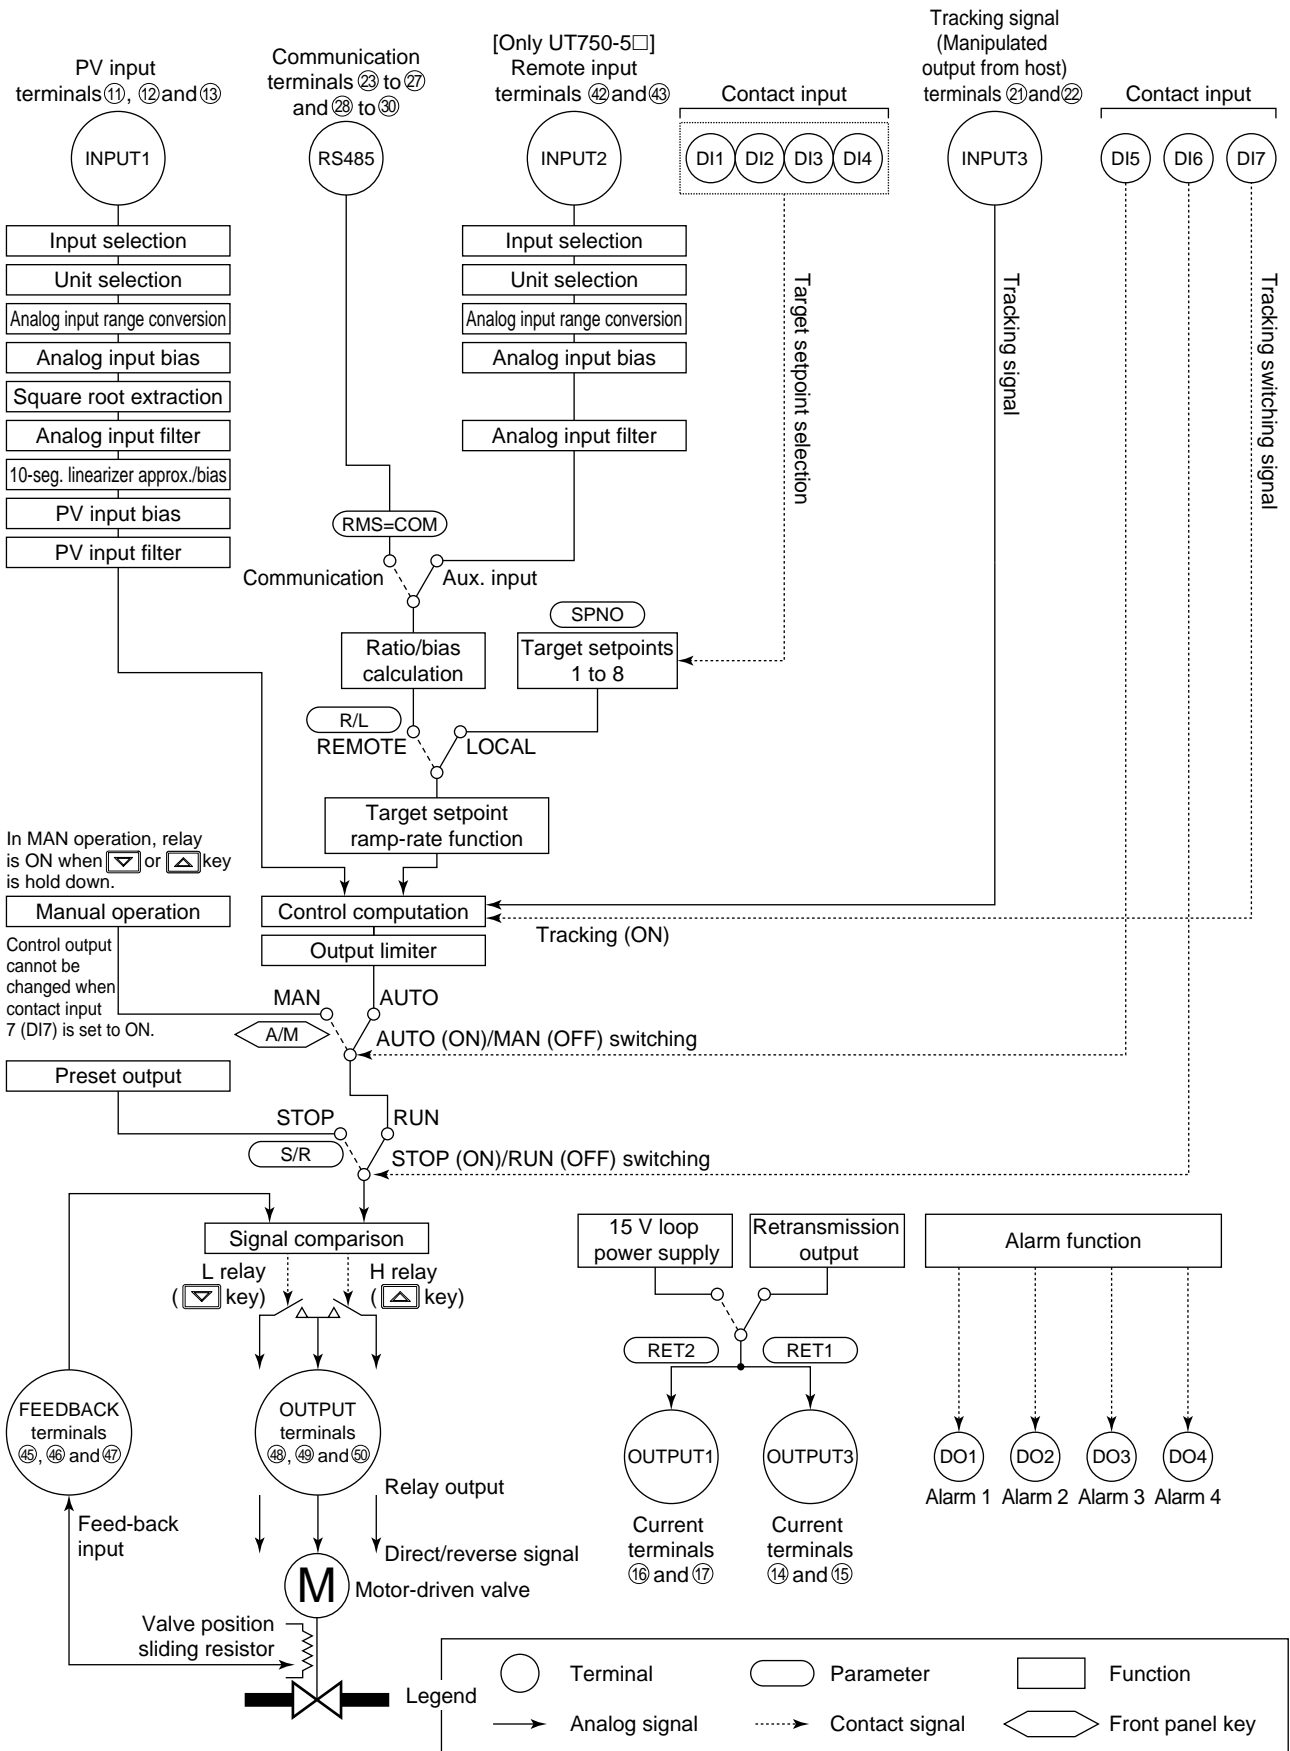 PV input
terminals ⑪, ⑫ and ⑬
Communication
terminals ㉓ to ㉗
and ㉘ to ㉚
[Only UT750-5□]
Remote input
terminals ㊷ and ㊸
Contact input
Tracking signal
(Manipulated
output from host)
terminals ㉑ and ㉒
Contact input
INPUT1
RS485
INPUT2
DI1
DI2
DI3
DI4
INPUT3
DI5
DI6
DI7
Input selection
Unit selection
Analog input range conversion
Analog input bias
Square root extraction
Analog input filter
10-seg. linearizer approx./bias
PV input bias
PV input filter
Input selection
Unit selection
Analog input range conversion
Analog input bias
Analog input filter
Target setpoint selection
Tracking signal
Tracking switching signal
RMS=COM
Communication
Aux. input
SPNO
Ratio/bias
calculation
Target setpoints
1 to 8
R/L
REMOTE
LOCAL
Target setpoint
ramp-rate function
In MAN operation, relay
is ON when ▽ or △ key
is hold down.
Manual operation
Control computation
Tracking (ON)
Output limiter
Control output
cannot be
changed when
contact input
7 (DI7) is set to ON.
MAN
AUTO
A/M
AUTO (ON)/MAN (OFF) switching
Preset output
STOP
RUN
S/R
STOP (ON)/RUN (OFF) switching
Signal comparison
L relay
( ▽ key)
H relay
( △ key)
15 V loop
power supply
Retransmission
output
Alarm function
RET2
RET1
FEEDBACK
terminals
㊺, ㊻ and ㊼
OUTPUT
terminals
㊽, ㊾ and ㊿
OUTPUT1
OUTPUT3
DO1
DO2
DO3
DO4
Alarm 1
Alarm 2
Alarm 3
Alarm 4
Relay output
Current
terminals
⑯ and ⑰
Current
terminals
⑭ and ⑮
Feed-back
input
Direct/reverse signal
M
Motor-driven valve
Valve position
sliding resistor
Legend
Terminal
Parameter
Function
Analog signal
Contact signal
Front panel key